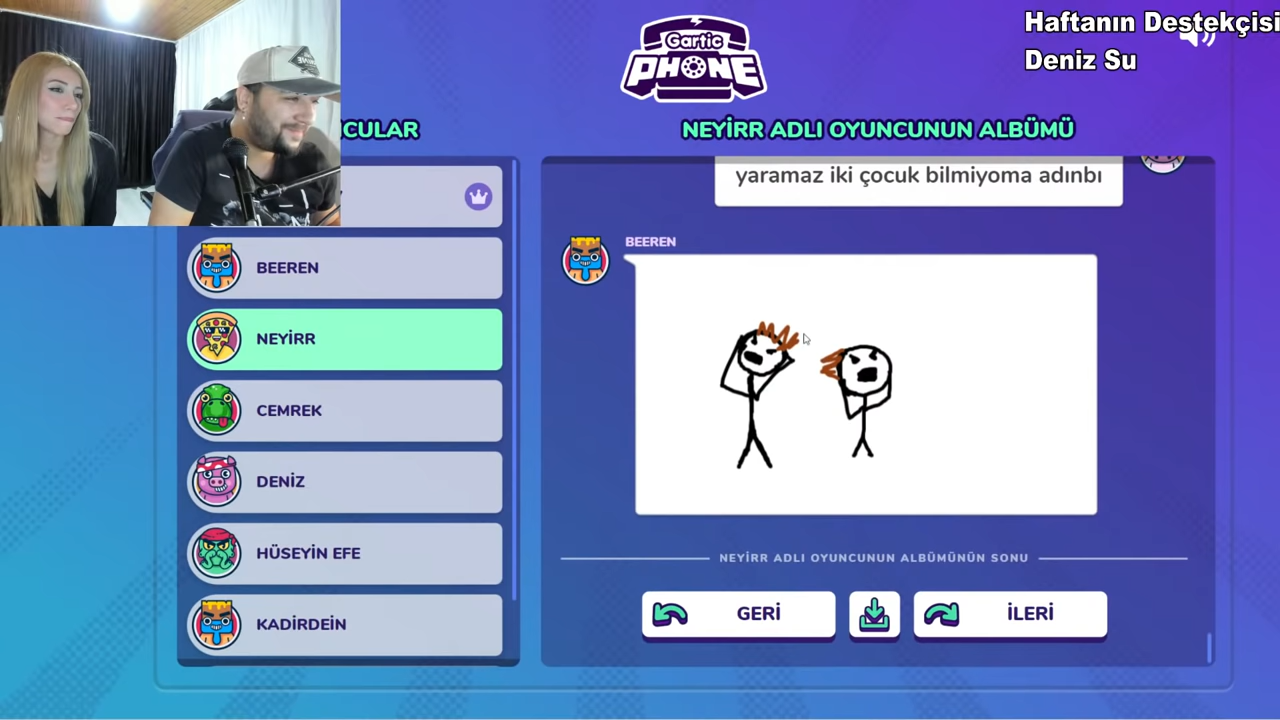 Haftanın Destekçisi
Deniz Su
Gartic
PHONE
CULAR
NEYİRR ADLI OYUNCUNUN ALBÜMÜ
yaramaz iki çocuk bilmiyoma adınbı
BEEREN
BEEREN
NEYİRR
CEMREK
DENİZ
HÜSEYİN EFE
KADİRDEİN
NEYİRR ADLI OYUNCUNUN ALBÜMÜNÜN SONU
GERİ
İLERİ